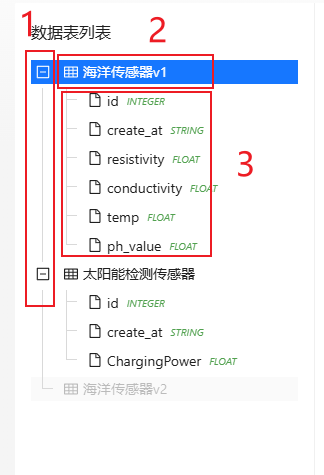 1
2
数据表列表
海洋传感器v1
id INTEGER
create_at STRING
resistivity FLOAT
3
conductivity FLOAT
temp FLOAT
ph_value FLOAT
太阳能检测传感器
id INTEGER
create_at STRING
ChargingPower FLOAT
海洋传感器v2